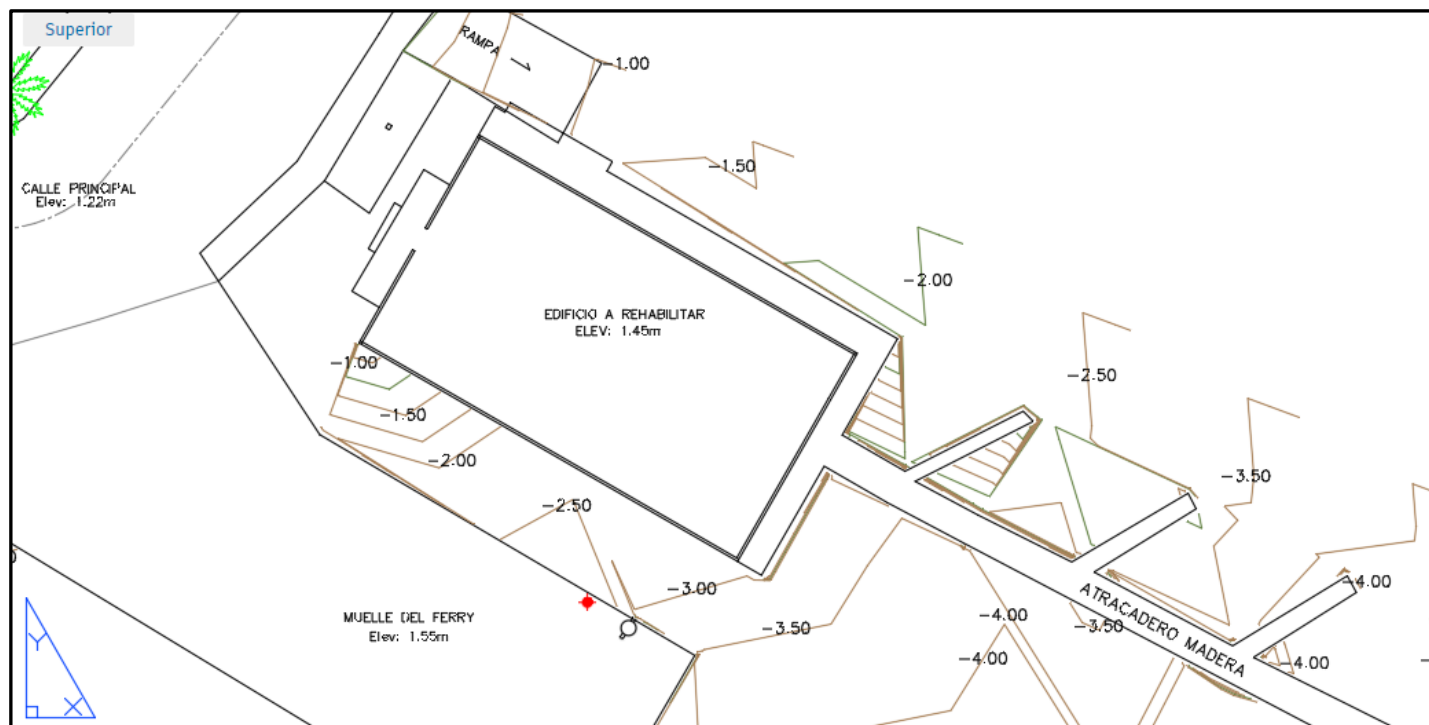 Superior
RAMPA
-1.00
-1.50
CALLE PRINCIPAL
Elev: 1.22m
-2.00
EDIFICIO A REHABILITAR
ELEV: 1.45m
-1.00
-2.50
-1.50
-2.00
-3.50
-2.50
-4.00
-3.00
-4.00
-3.50
-3.50
MUELLE DEL FERRY
Elev: 1.55m
ATRACADERO MADERA
-4.00
-4.00
Y
X